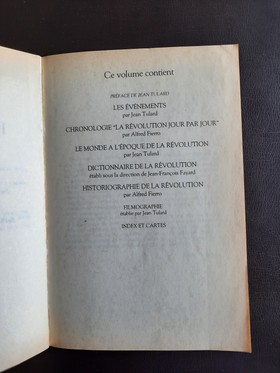 Ce volume contient
PRÉFACE DE JEAN TULARD
LES ÉVÉNEMENTS
par Jean Tulard
CHRONOLOGIE "LA RÉVOLUTION JOUR PAR JOUR"
par Alfred Fierro
LE MONDE A L'ÉPOQUE DE LA RÉVOLUTION
par Jean Tulard
DICTIONNAIRE DE LA RÉVOLUTION
établi sous la direction de Jean-François Fayard
HISTORIOGRAPHIE DE LA RÉVOLUTION
par Alfred Fierro
FILMOGRAPHIE
établie par Jean Tulard
INDEX ET CARTES